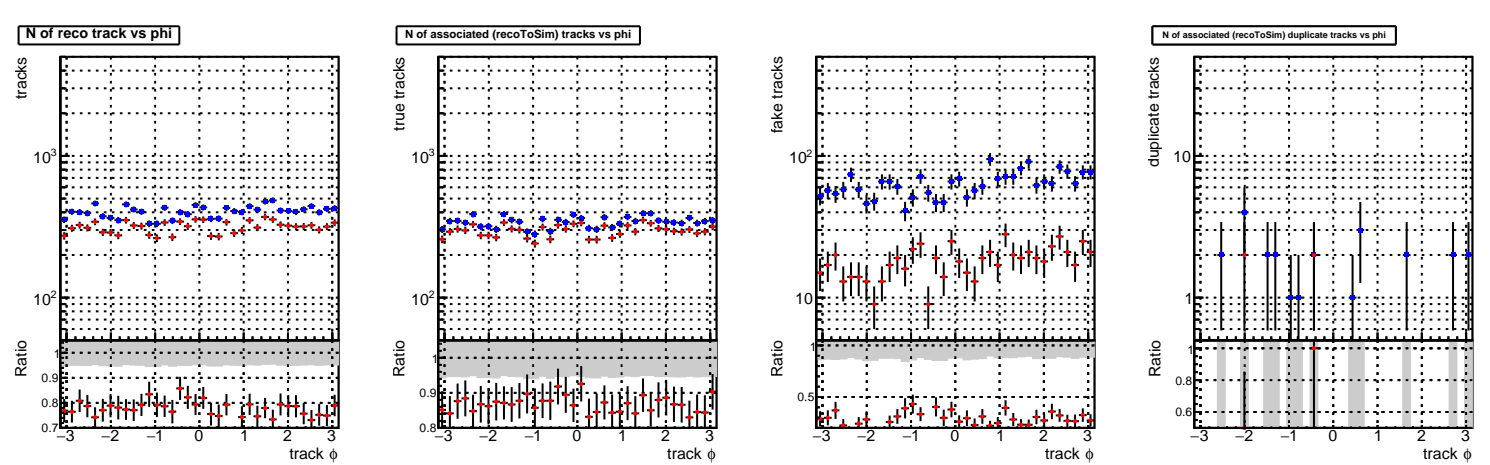 N of reco track vs phi
tracks
10³
10²
Ratio
1
0.9
0.8
0.7
−3 −2 −1 0 1 2 3
track ϕ
N of associated (recoToSim) tracks vs phi
true tracks
10³
10²
Ratio
1
0.9
0.8
−3 −2 −1 0 1 2 3
track ϕ
fake tracks
10²
10
Ratio
1
0.5
−3 −2 −1 0 1 2 3
track ϕ
N of associated (recoToSim) duplicate tracks vs phi
duplicate tracks
10
1
Ratio
1
0.8
0.6
−3 −2 −1 0 1 2 3
track ϕ